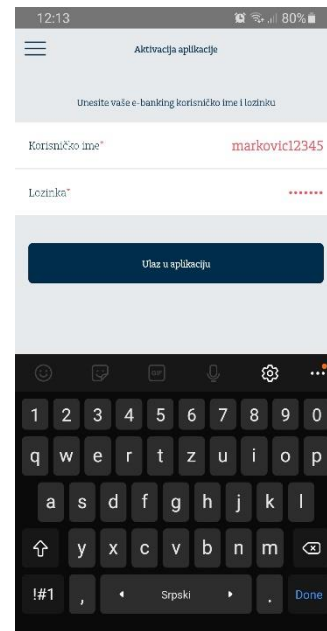 12:13
80%
Aktivacija aplikacije
Unesite vaše e-banking korisničko ime i lozinku
Korisničko ime* markovic12345
Lozinka* •••••••
Ulaz u aplikaciju
GIF
1 2 3 4 5 6 7 8 9 0
q w e r t z u i o p
a s d f g h j k l
y x c v b n m
!#1 , Srpski . Done